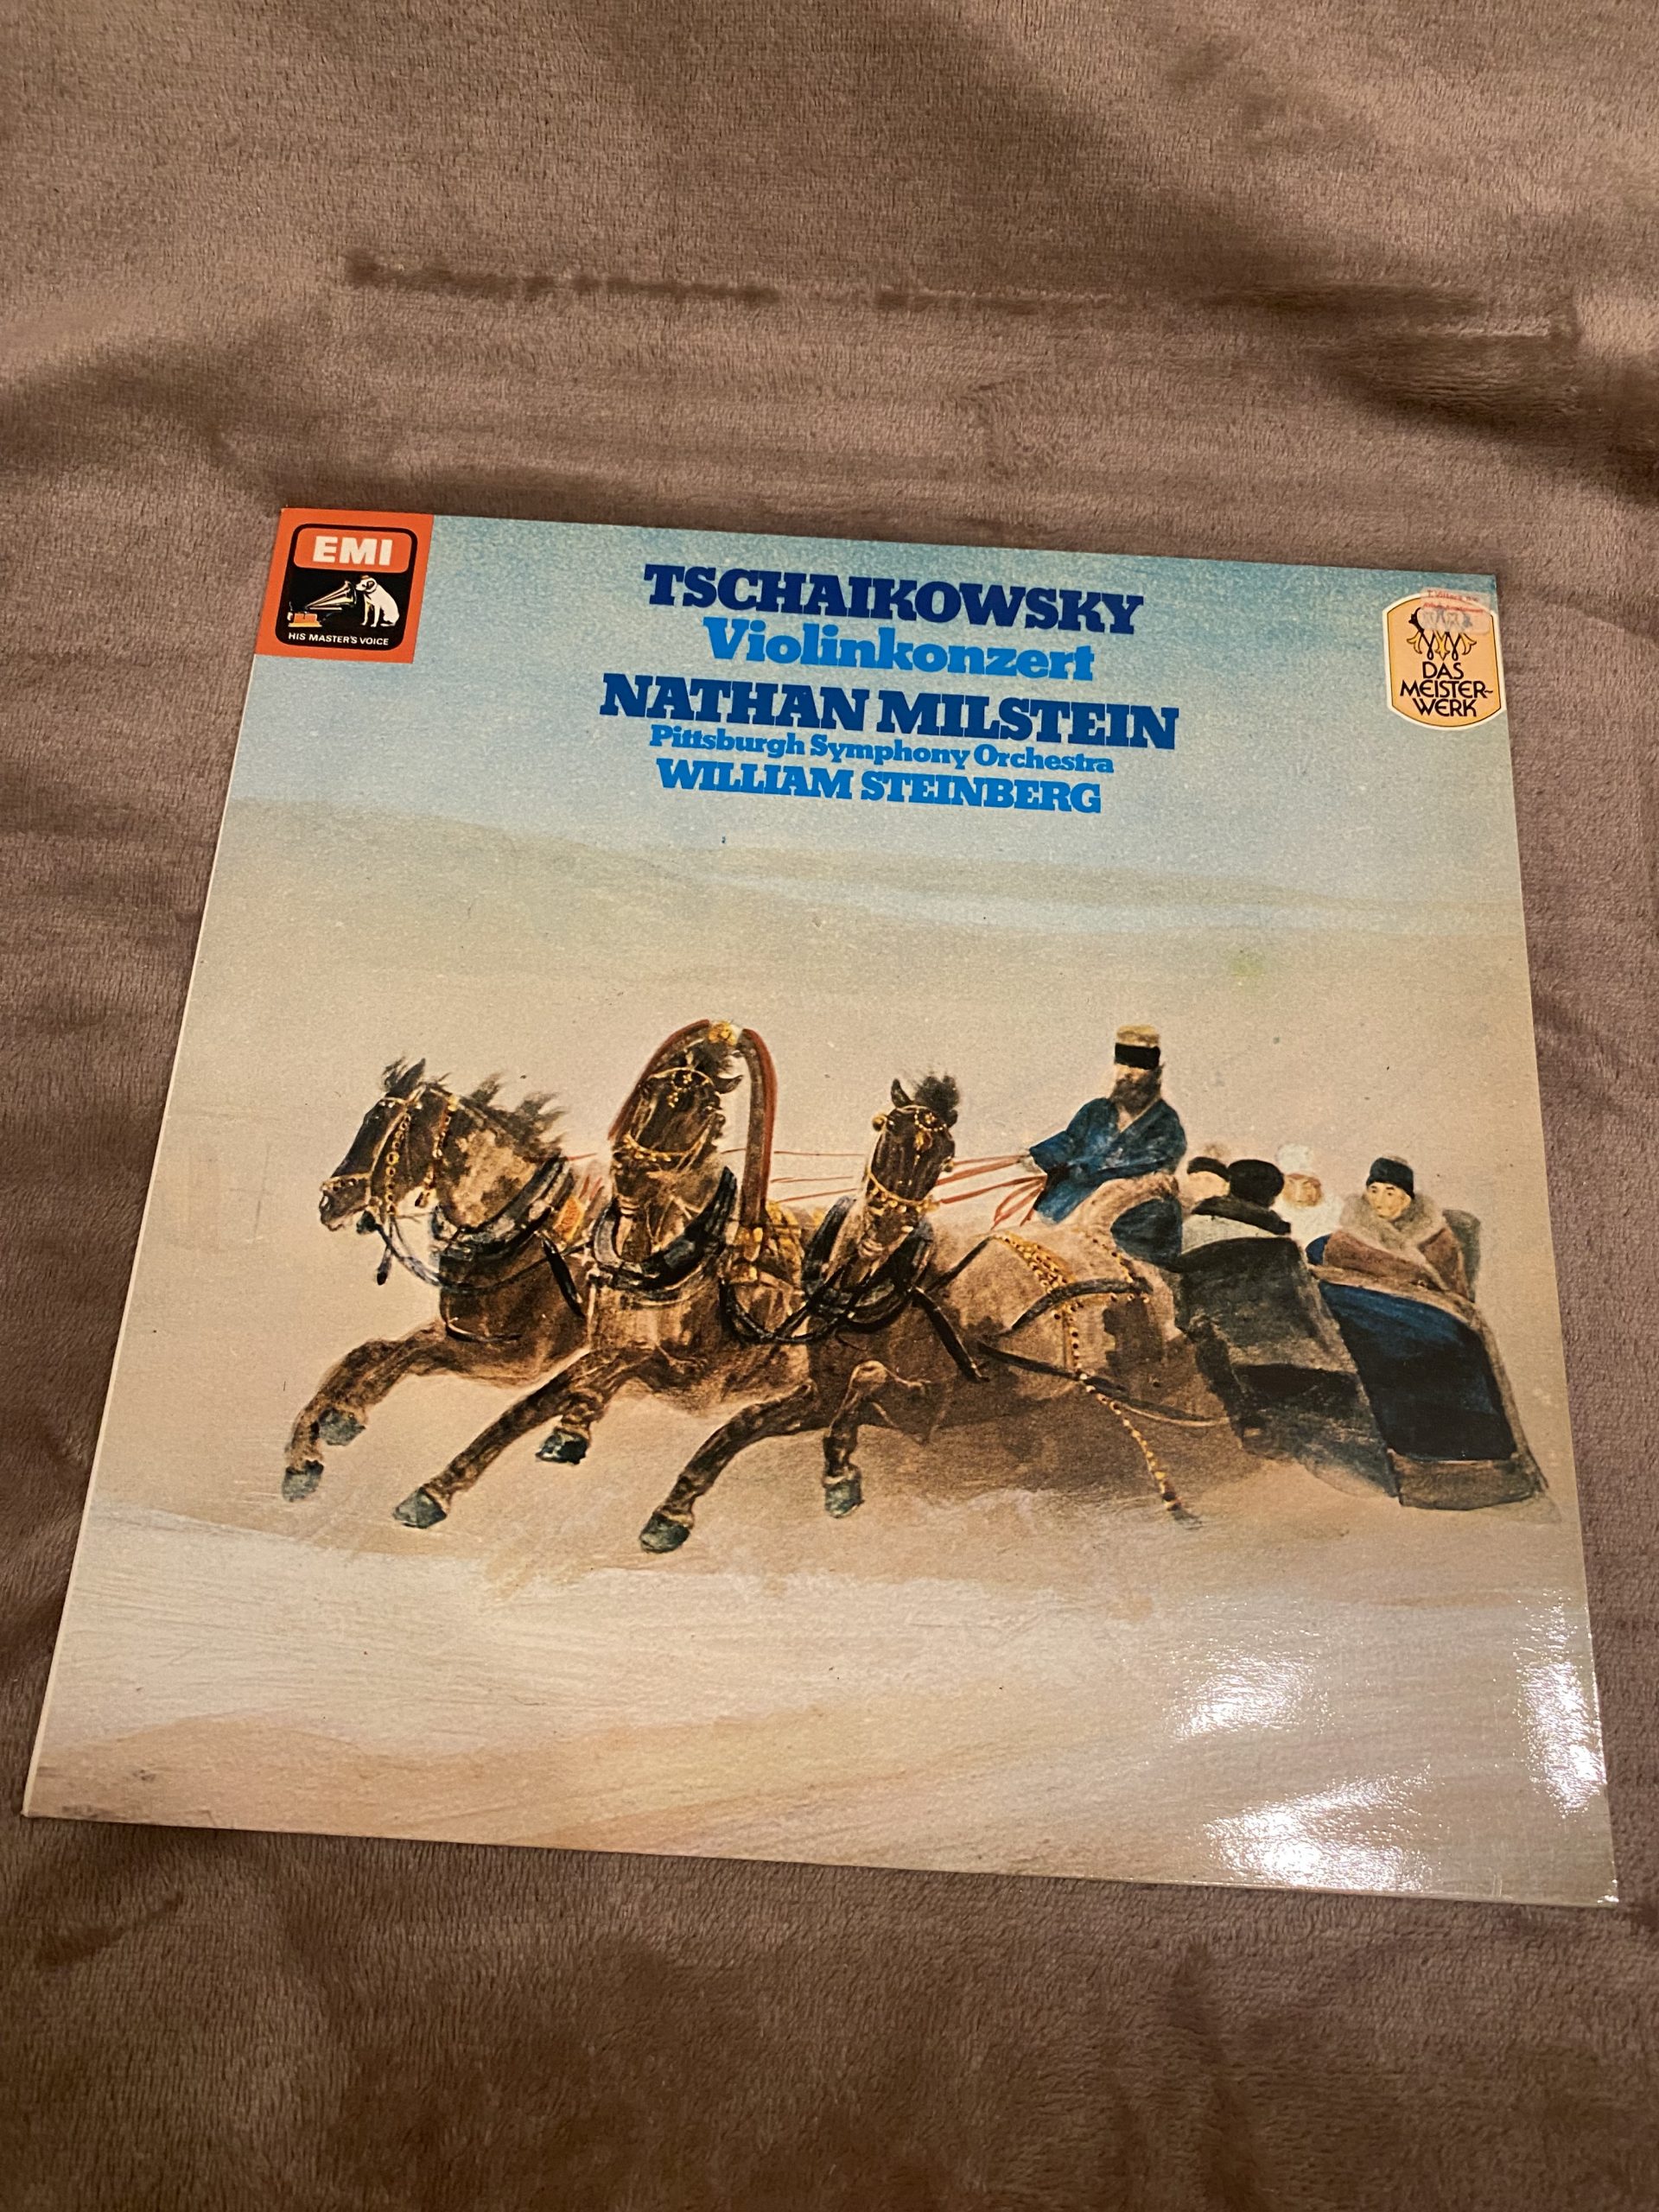 EMI
HIS MASTER'S VOICE
TSCHAIKOWSKY
Violinkonzert
NATHAN MILSTEIN
Pittsburgh Symphony Orchestra
WILLIAM STEINBERG
DAS
MEISTER-
WERK